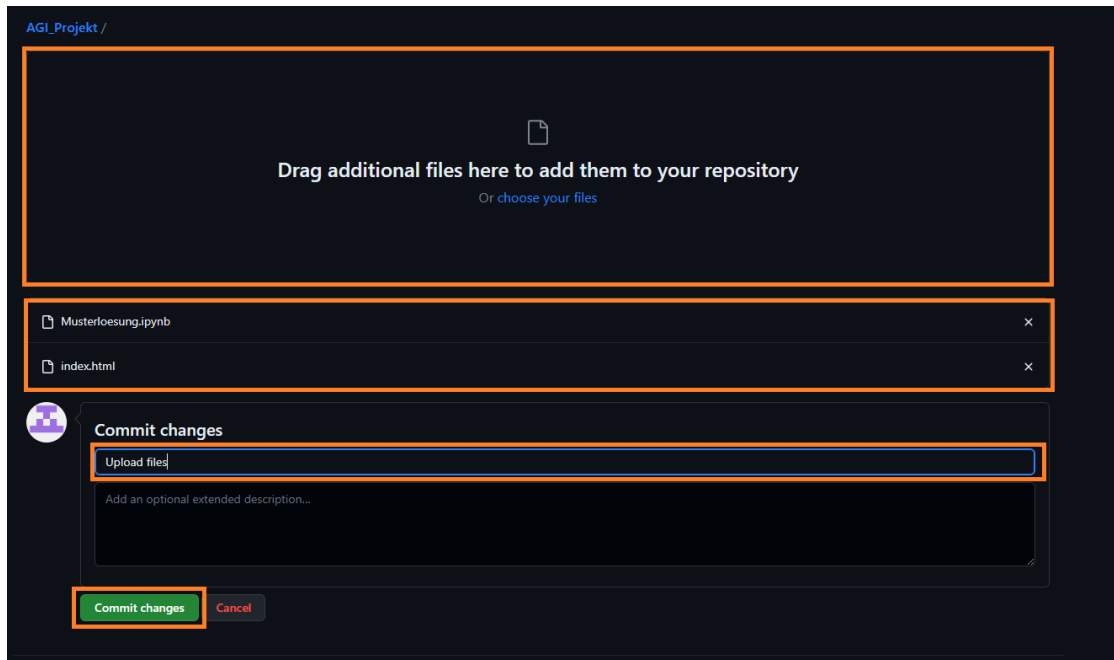 AGI_Projekt /
Drag additional files here to add them to your repository
Or choose your files
Musterloesung.ipynb
index.html
Commit changes
Upload files
Add an optional extended description...
Commit changes Cancel